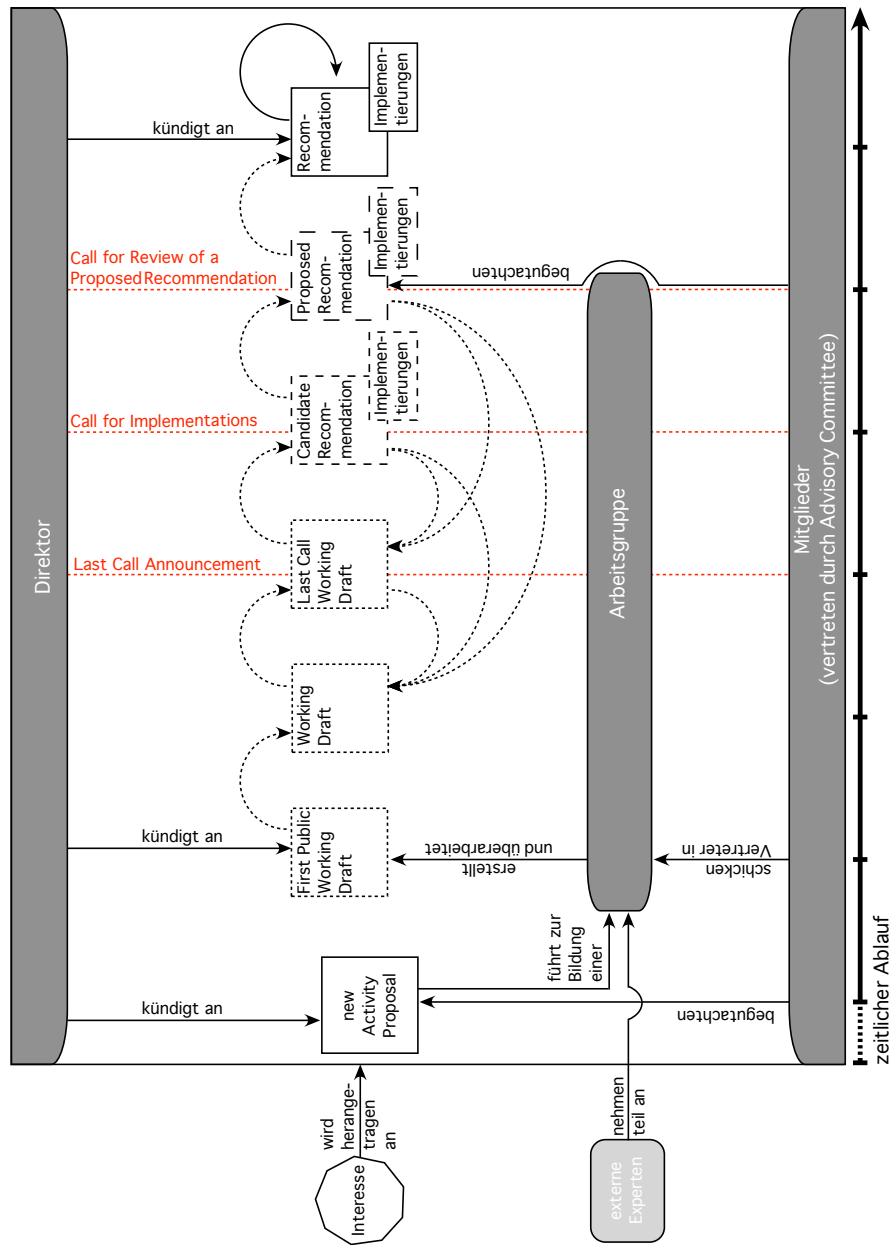 Direktor
kündigt an
kündigt an
kündigt an
Last Call Announcement
Call for Implementations
Call for Review of a
Proposed Recommendation
Interesse
wird
herange-
tragen
an
new
Activity
Proposal
First Public
Working
Draft
Working
Draft
Last Call
Working
Draft
Candidate
Recom-
mendation
Implemen-
tierungen
Proposed
Recom-
mendation
Implemen-
tierungen
Recom-
mendation
Implemen-
tierungen
führt zur
Bildung
einer
erstellt
und überarbeitet
begutachten
externe
Experten
nehmen
teil an
Arbeitsgruppe
begutachten
schicken
Vertreter in
Mitglieder
(vertreten durch Advisory Committee)
zeitlicher Ablauf